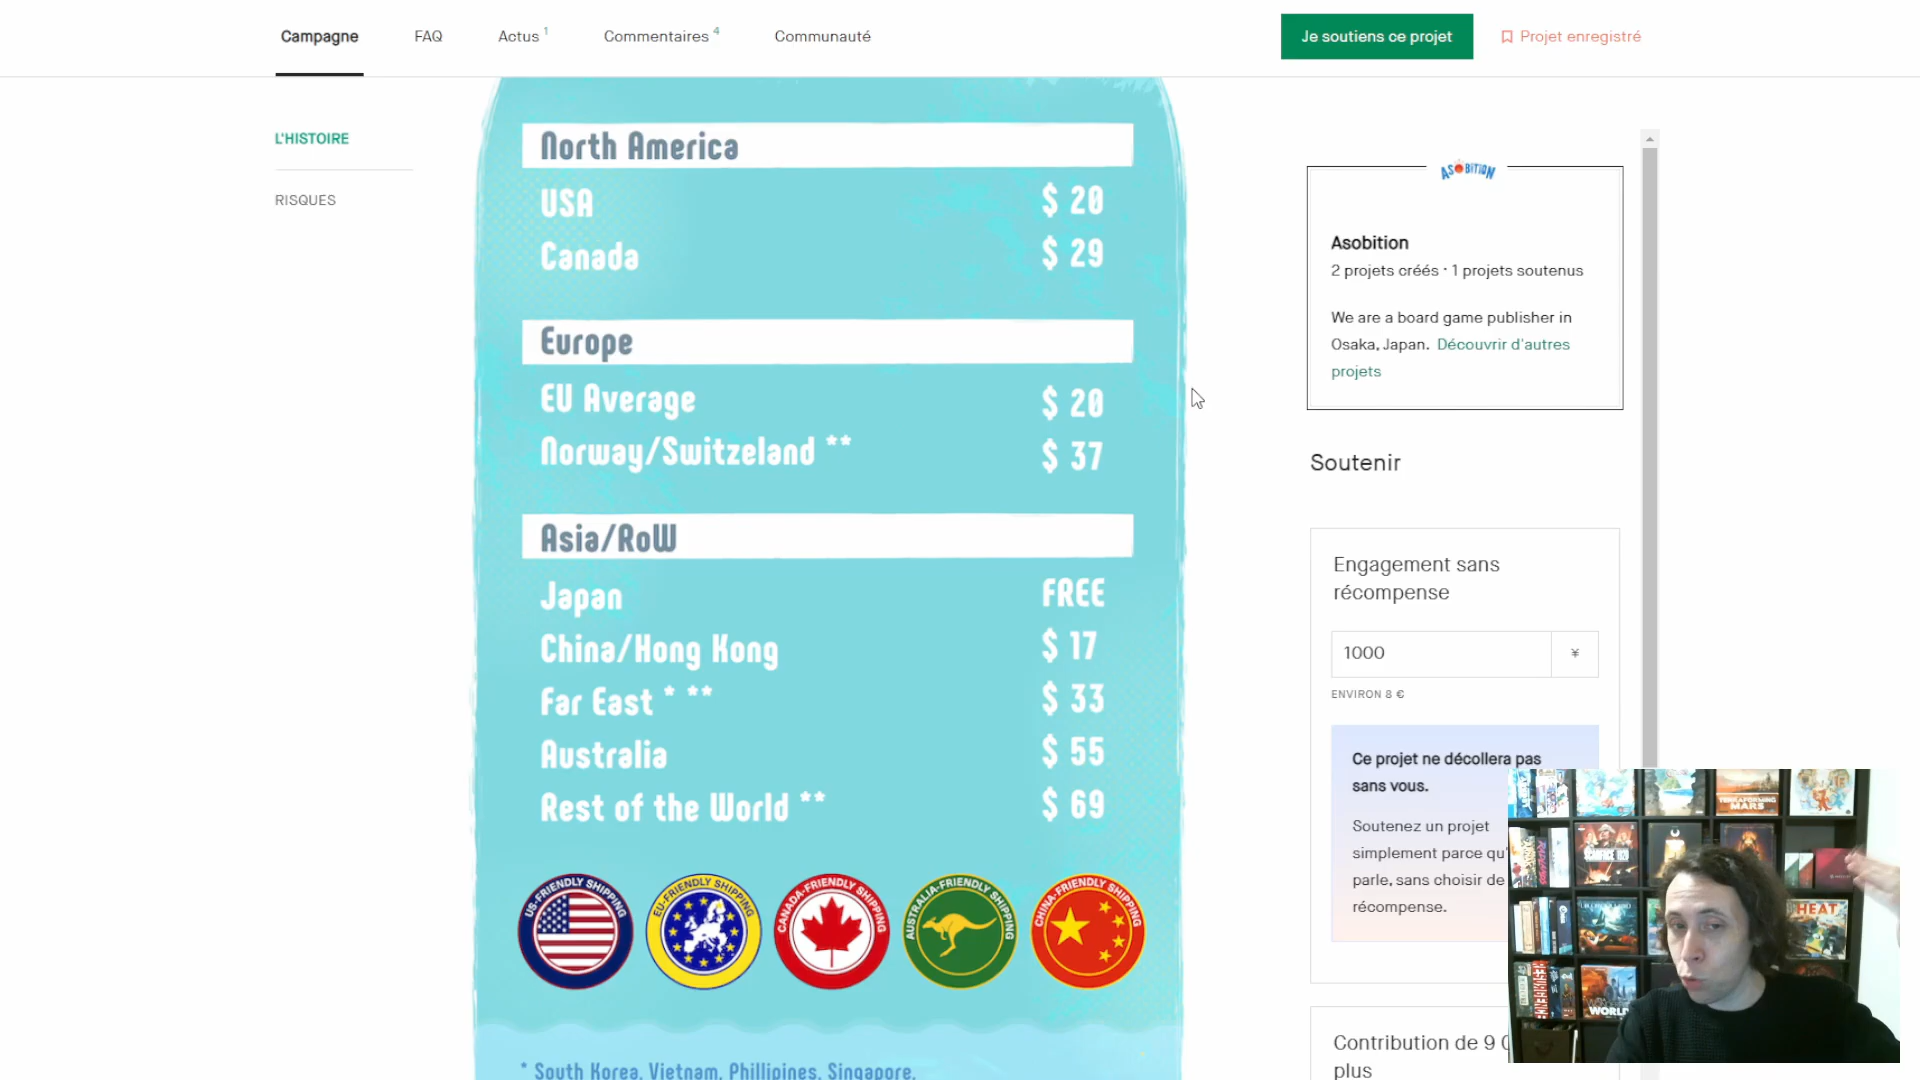 Campagne
FAQ
Actus 1
Commentaires 4
Communauté
Je soutiens ce projet
Projet enregistré
L'HISTOIRE
RISQUES
North America
USA $ 20
Canada $ 29
Europe
EU Average $ 20
Norway/Switzeland ** $ 37
Asia/RoW
Japan FREE
China/Hong Kong $ 17
Far East * ** $ 33
Australia $ 55
Rest of the World ** $ 69
US-FRIENDLY SHIPPING
EU-FRIENDLY SHIPPING
CANADA-FRIENDLY SHIPPING
AUSTRALIA-FRIENDLY SHIPPING
CHINA-FRIENDLY SHIPPING
* South Korea, Vietnam, Phillipines, Singapore,
ASOBITION
Asobition
2 projets créés · 1 projets soutenus
We are a board game publisher in
Osaka, Japan. Découvrir d'autres
projets
Soutenir
Engagement sans
récompense
1000 ¥
ENVIRON 8 €
Ce projet ne décollera pas
sans vous.
Soutenez un projet
simplement parce qu'
parle, sans choisir de
récompense.
Contribution de 9
plus
TERRAFORMING
MARS
HEAT
WORL